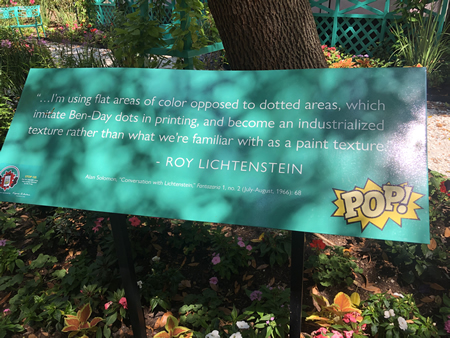 “...I’m using flat areas of color opposed to dotted areas, which
imitate Ben-Day dots in printing, and become an industrialized
texture rather than what we’re familiar with as a paint texture.”
- ROY LICHTENSTEIN
Alan Solomon, “Conversation with Lichtenstein,” Fantazaria 1, no. 2 (July-August, 1966): 68
POP!